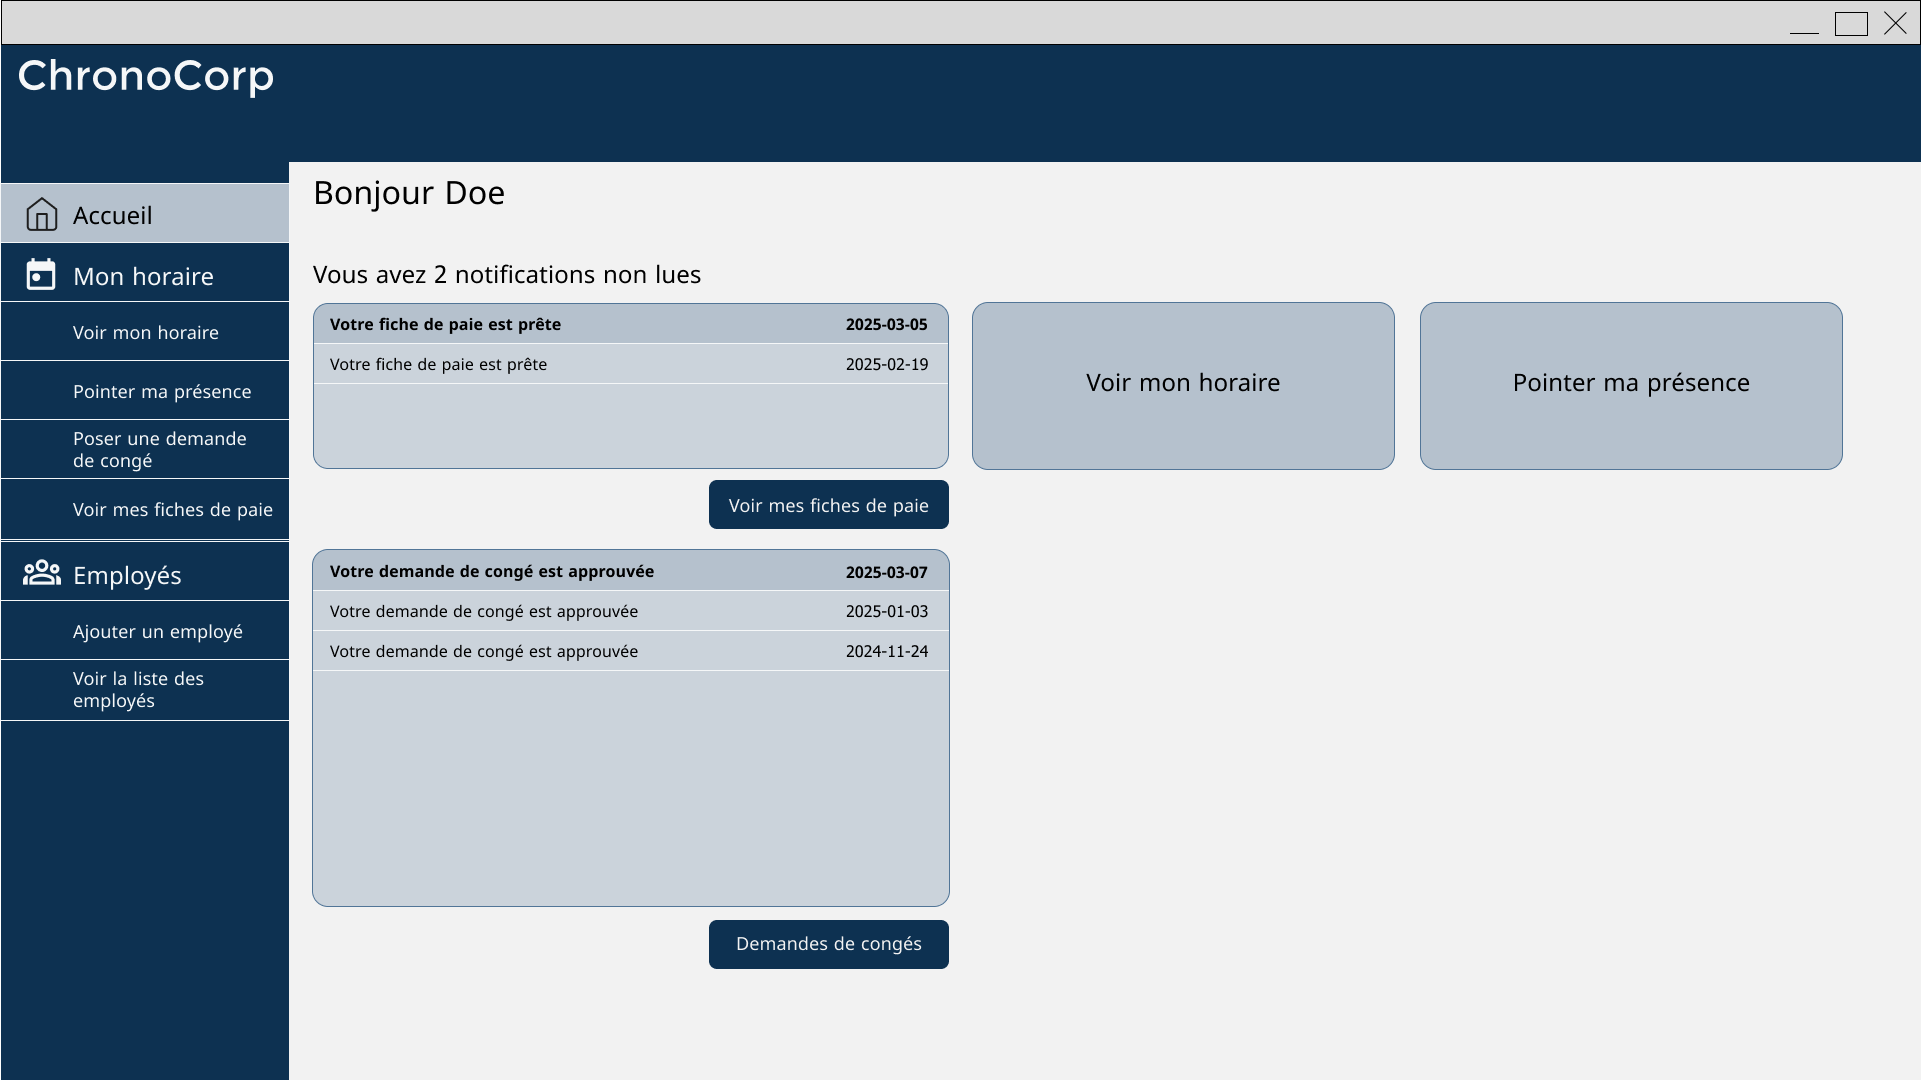 ChronoCorp
Accueil
Mon horaire
Voir mon horaire
Pointer ma présence
Poser une demande
de congé
Voir mes fiches de paie
Employés
Ajouter un employé
Voir la liste des
employés
Bonjour Doe
Vous avez 2 notifications non lues
Votre fiche de paie est prête 2025-03-05
Votre fiche de paie est prête 2025-02-19
Voir mes fiches de paie
Votre demande de congé est approuvée 2025-03-07
Votre demande de congé est approuvée 2025-01-03
Votre demande de congé est approuvée 2024-11-24
Demandes de congés
Voir mon horaire
Pointer ma présence